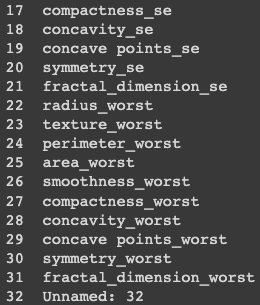 17 compactness_se
18 concavity_se
19 concave points_se
20 symmetry_se
21 fractal_dimension_se
22 radius_worst
23 texture_worst
24 perimeter_worst
25 area_worst
26 smoothness_worst
27 compactness_worst
28 concavity_worst
29 concave points_worst
30 symmetry_worst
31 fractal_dimension_worst
32 Unnamed: 32